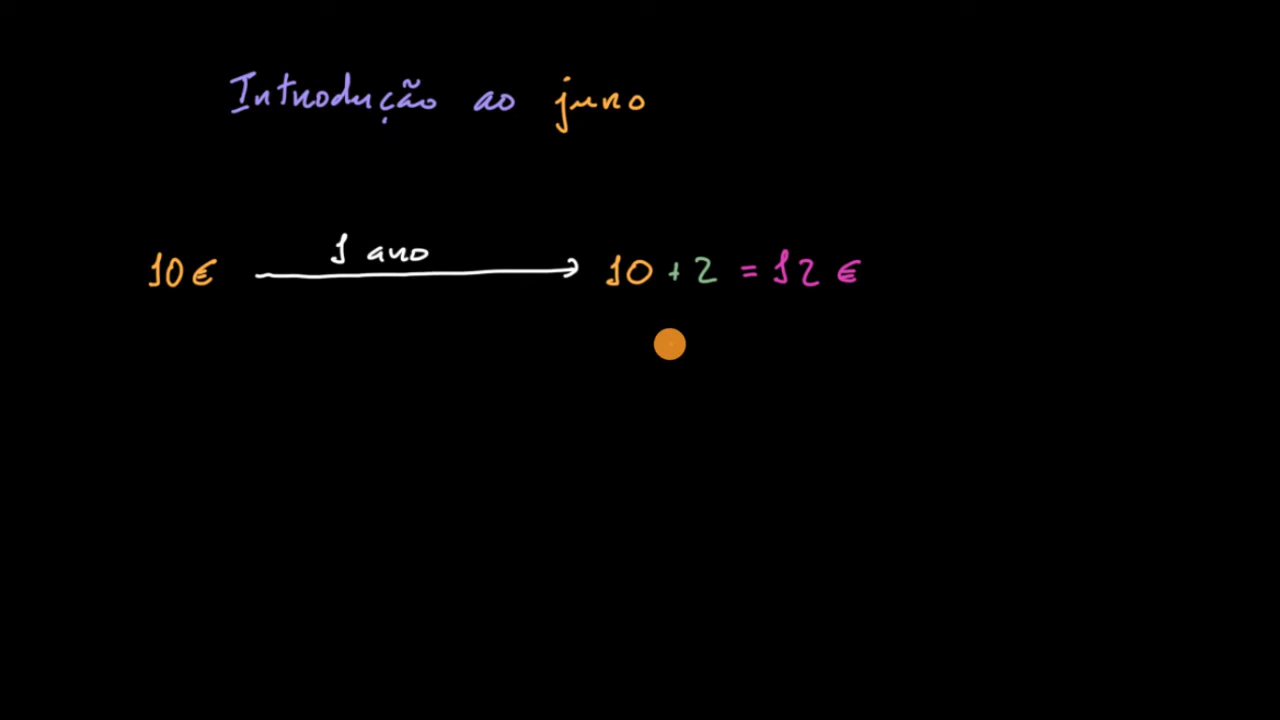 Introdução ao juro
10€ 1 ano 10 + 2 = 12 €